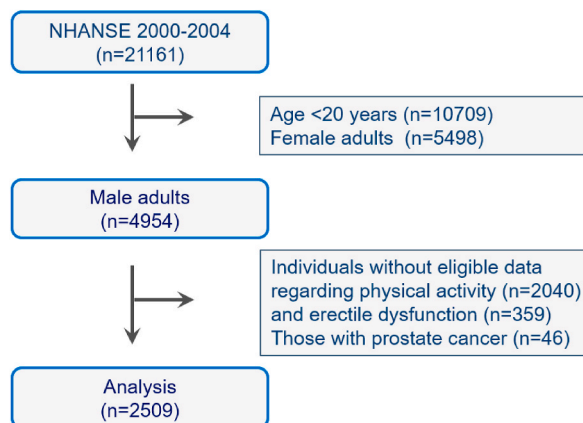 NHANSE 2000-2004
(n=21161)
Age <20 years (n=10709)
Female adults (n=5498)
Male adults
(n=4954)
Individuals without eligible data
regarding physical activity (n=2040)
and erectile dysfunction (n=359)
Those with prostate cancer (n=46)
Analysis
(n=2509)